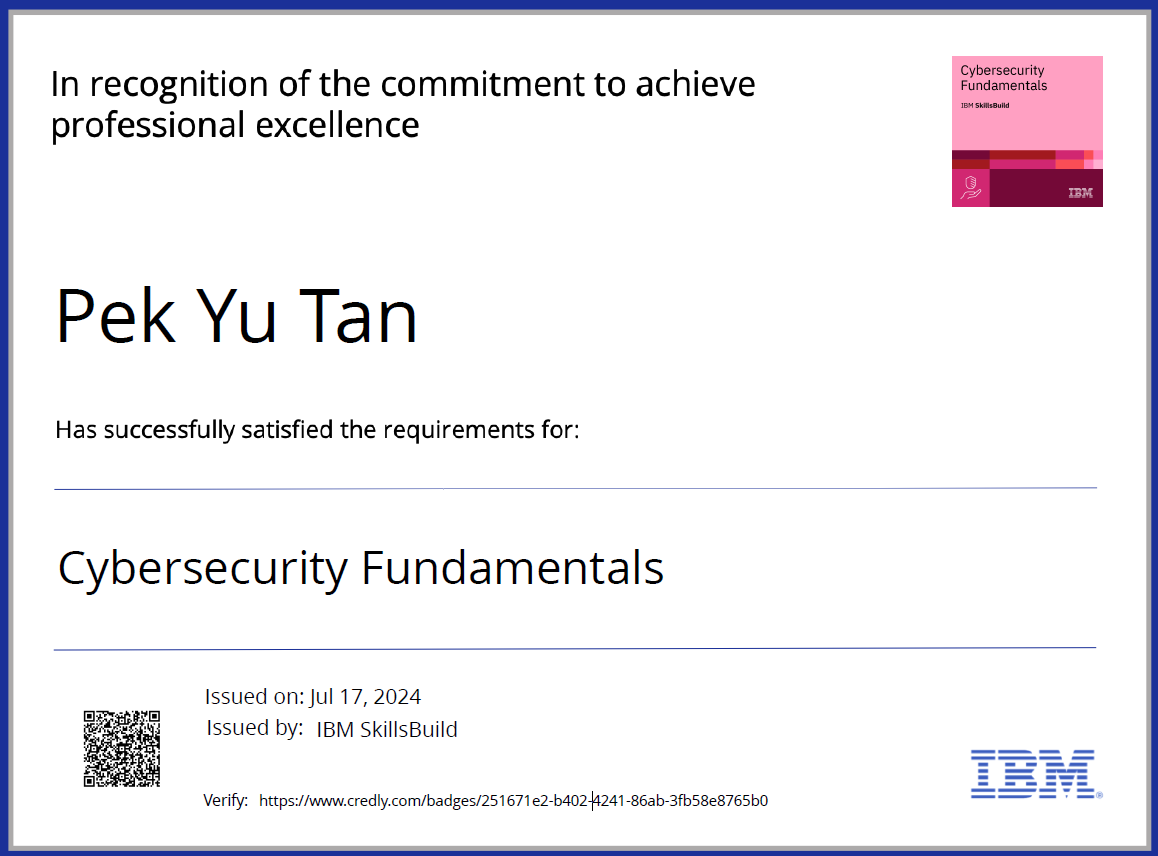 In recognition of the commitment to achieve
professional excellence
Cybersecurity
Fundamentals
IBM SkillsBuild
IBM
Pek Yu Tan
Has successfully satisfied the requirements for:
Cybersecurity Fundamentals
Issued on: Jul 17, 2024
Issued by: IBM SkillsBuild
Verify: https://www.credly.com/badges/251671e2-b402-4241-86ab-3fb58e8765b0
IBM®